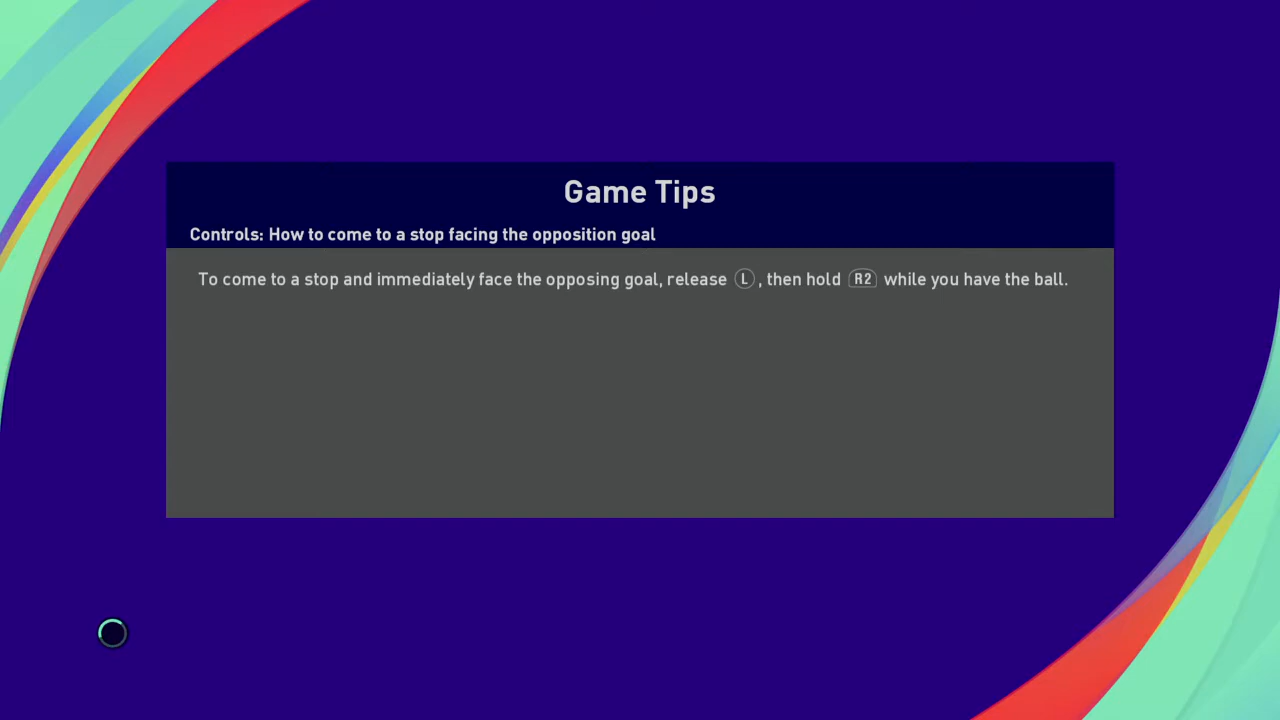 Game Tips
Controls: How to come to a stop facing the opposition goal
To come to a stop and immediately face the opposing goal, release L, then hold R2 while you have the ball.